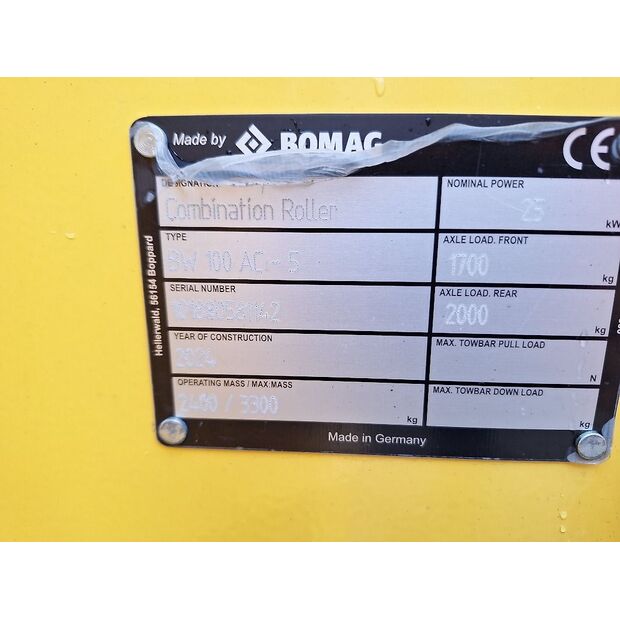 Made by BOMAG CE
DESIGNATION
Combination Roller
NOMINAL POWER
25 kW
TYPE
BW 100 AC - 5
AXLE LOAD. FRONT
1700 kg
SERIAL NUMBER
AXLE LOAD. REAR
2000 kg
YEAR OF CONSTRUCTION
2024
MAX. TOWBAR PULL LOAD
N
OPERATING MASS / MAX.MASS
2400 / 3300 kg
MAX. TOWBAR DOWN LOAD
kg
Made in Germany
Hellerwald, 56154 Boppard